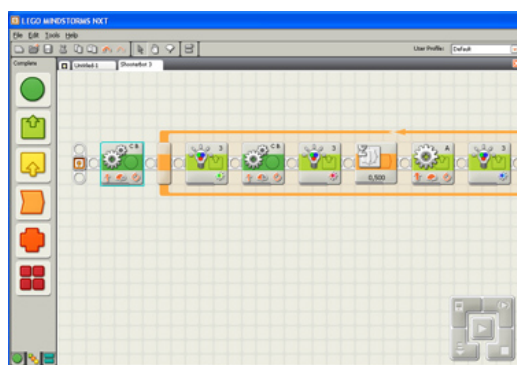 LEGO MINDSTORMS NXT
File Edit Tools Help
User Profile: Default
Complete
Untitled 1 Shooterbot 3
C B 3 C B 3 A 3
0,500